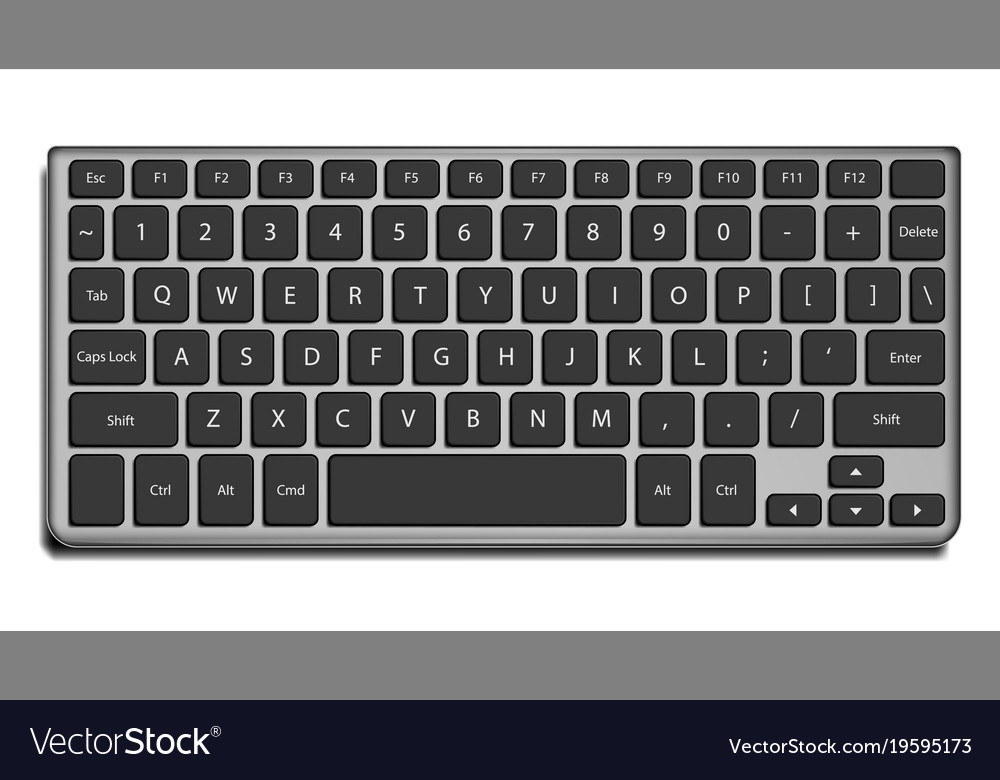 Esc F1 F2 F3 F4 F5 F6 F7 F8 F9 F10 F11 F12
~ 1 2 3 4 5 6 7 8 9 0 - + Delete
Tab Q W E R T Y U I O P [ ] \
Caps Lock A S D F G H J K L ; ‘ Enter
Shift Z X C V B N M , . / Shift
Ctrl Alt Cmd Alt Ctrl
VectorStock® VectorStock.com/19595173